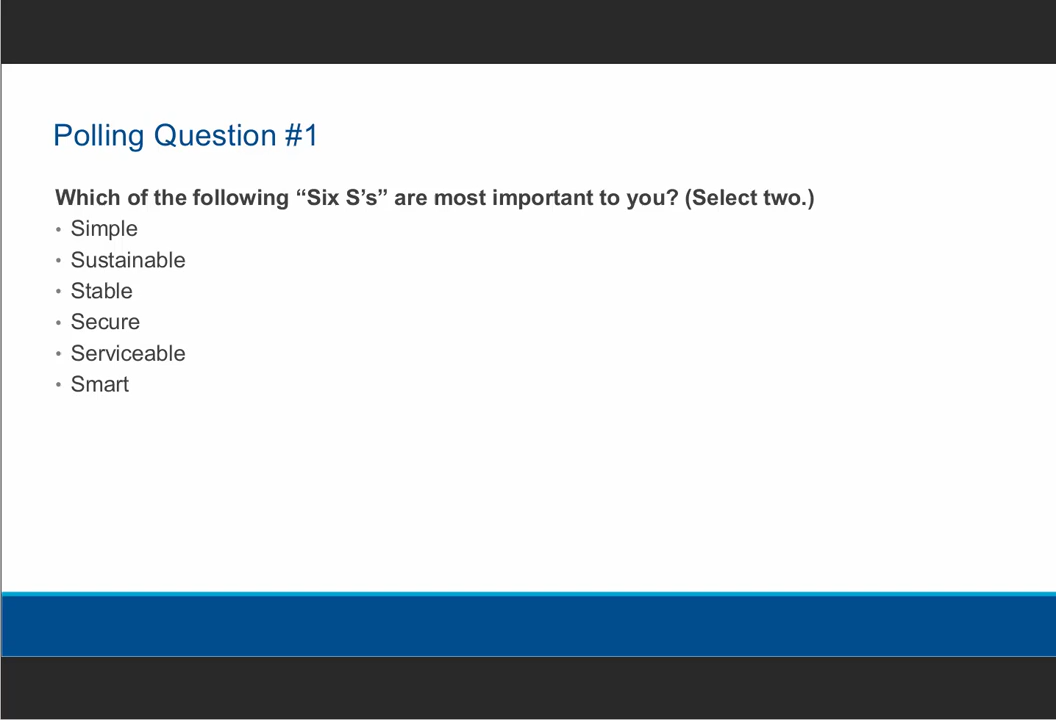 Polling Question #1
Which of the following “Six S’s” are most important to you? (Select two.)
• Simple
• Sustainable
• Stable
• Secure
• Serviceable
• Smart